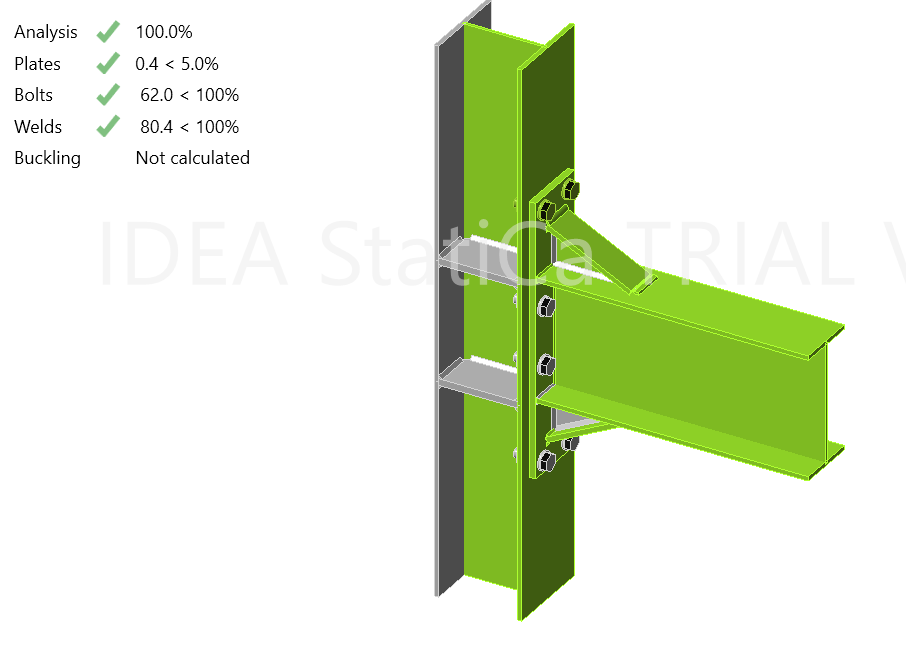 Analysis 100.0%
Plates 0.4 < 5.0%
Bolts 62.0 < 100%
Welds 80.4 < 100%
Buckling Not calculated
IDEA StatiCa TRIAL